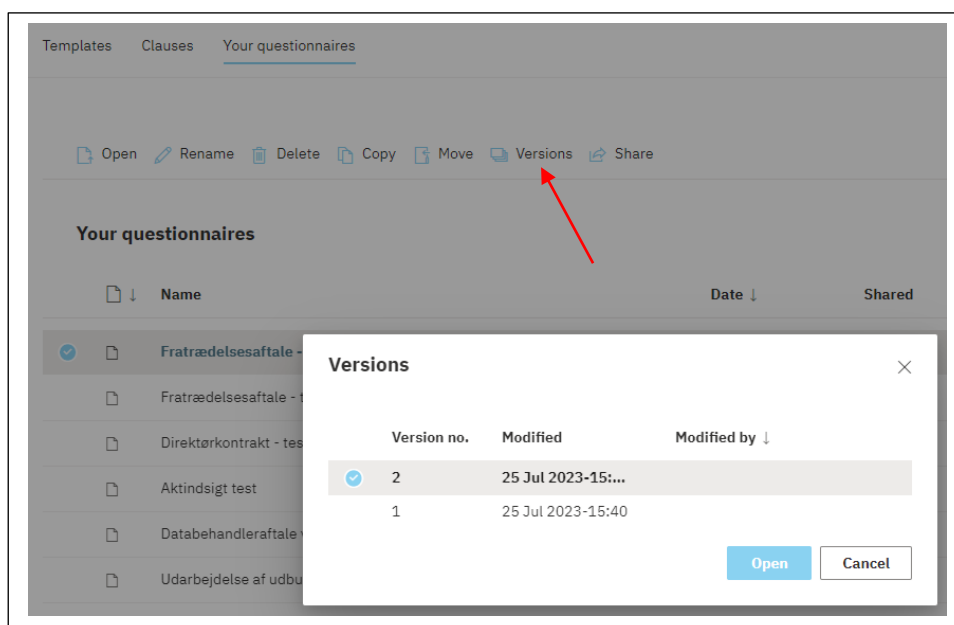 Templates Clauses Your questionnaires
Open Rename Delete Copy Move Versions Share
Your questionnaires
Name Date ↓ Shared
Fratrædelsesaftale -
Fratrædelsesaftale -
Direktørkontrakt - tes
Aktindsigt test
Databehandleraftale
Udarbejdelse af udbu
Versions
Version no. Modified Modified by ↓
2 25 Jul 2023-15:...
1 25 Jul 2023-15:40
Open Cancel